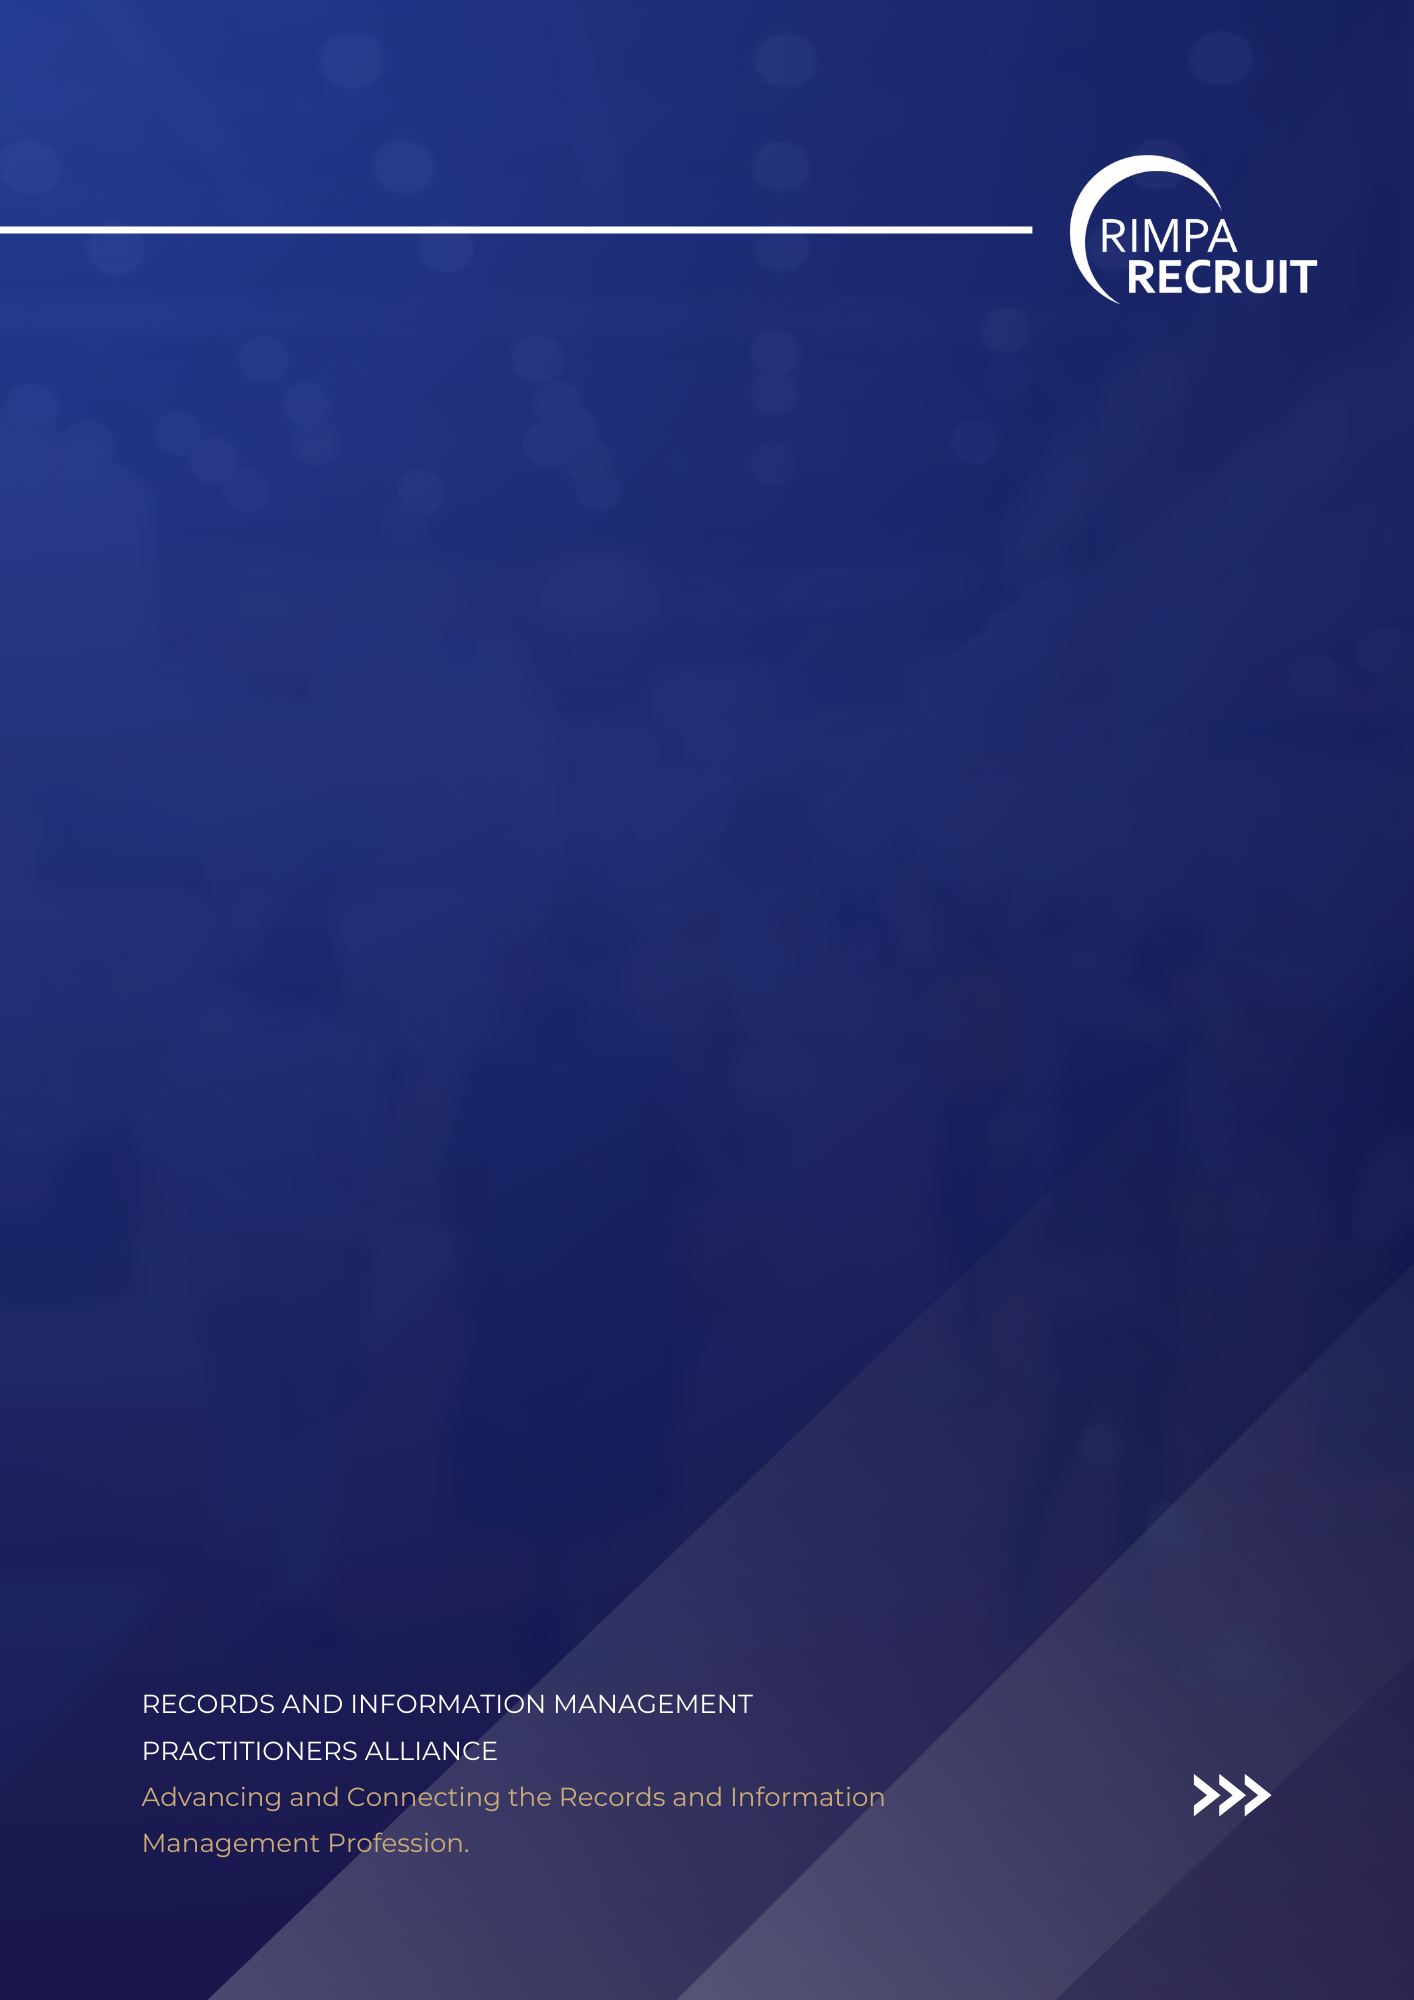 RIMPA
RECRUIT
RECORDS AND INFORMATION MANAGEMENT
PRACTITIONERS ALLIANCE
Advancing and Connecting the Records and Information
Management Profession.